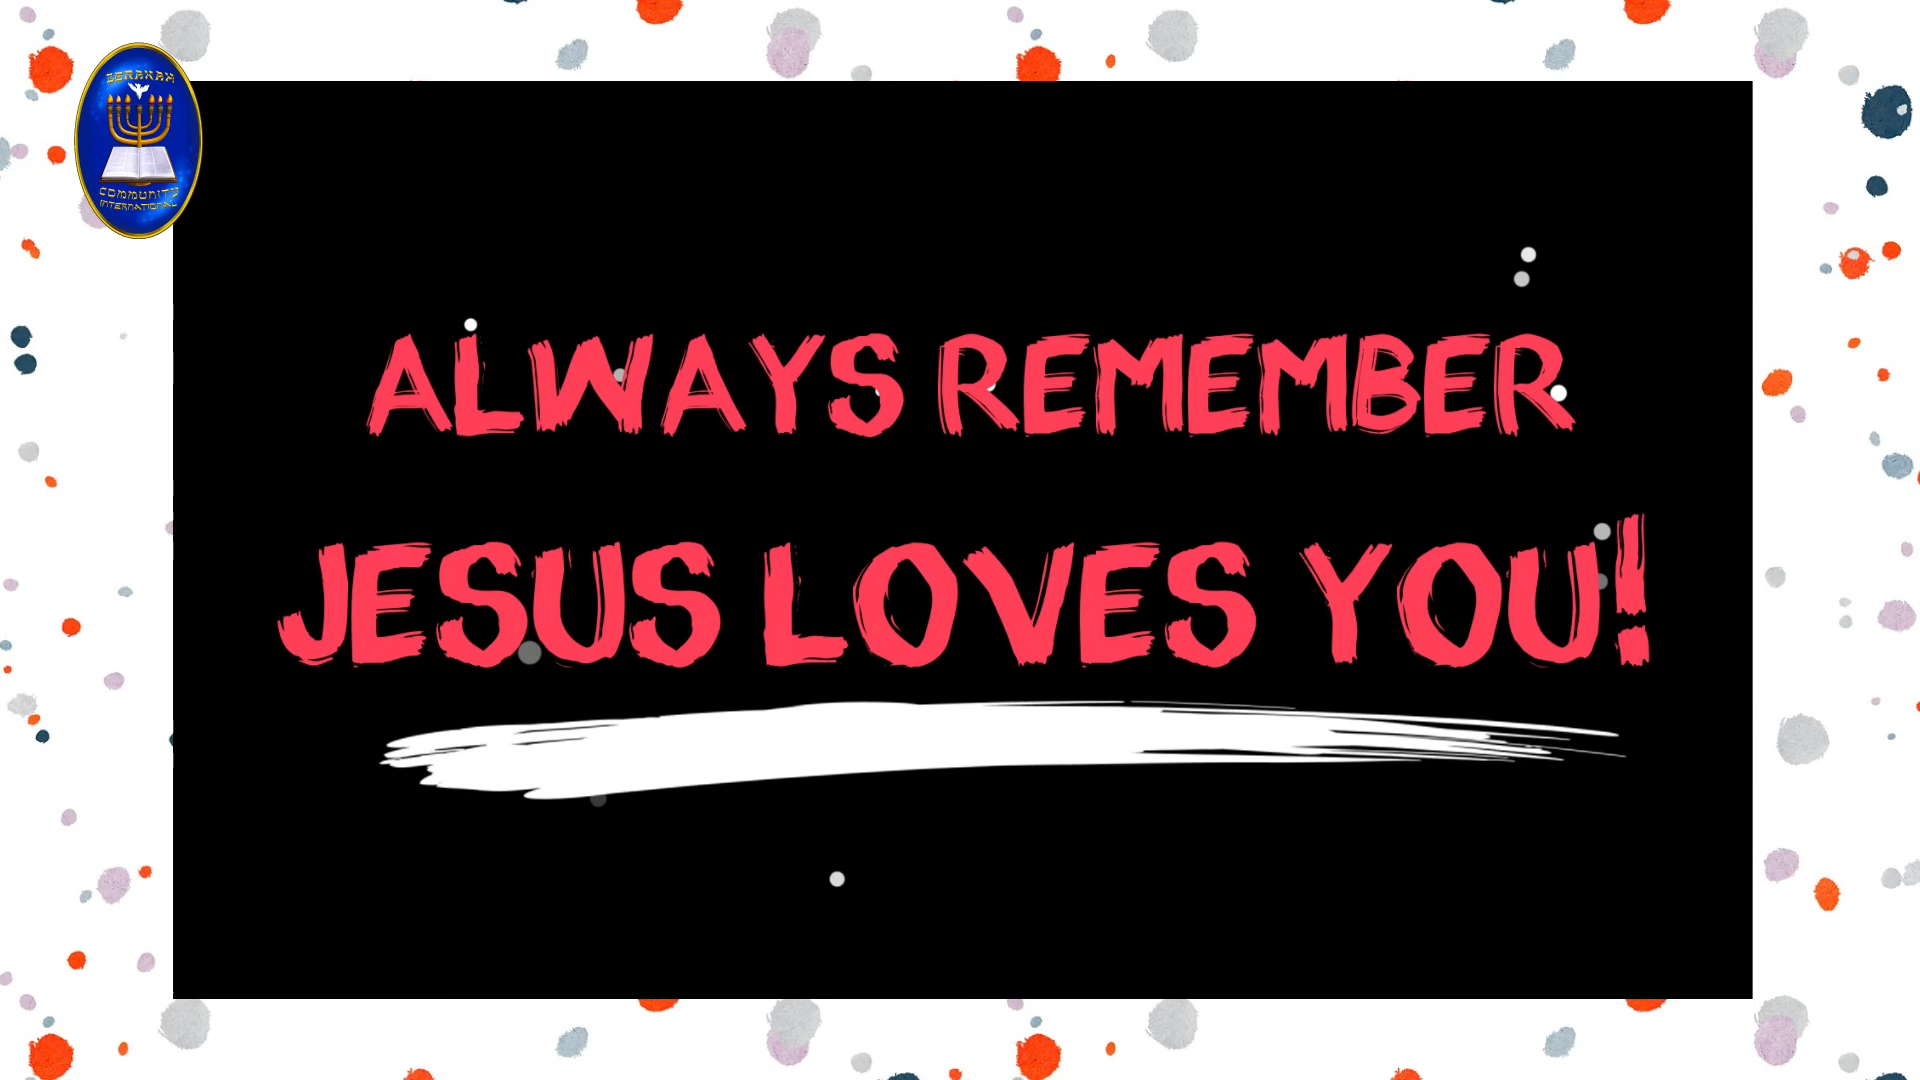 BERAKAH
COMMUNITY
INTERNATIONAL
ALWAYS REMEMBER
JESUS LOVES YOU!